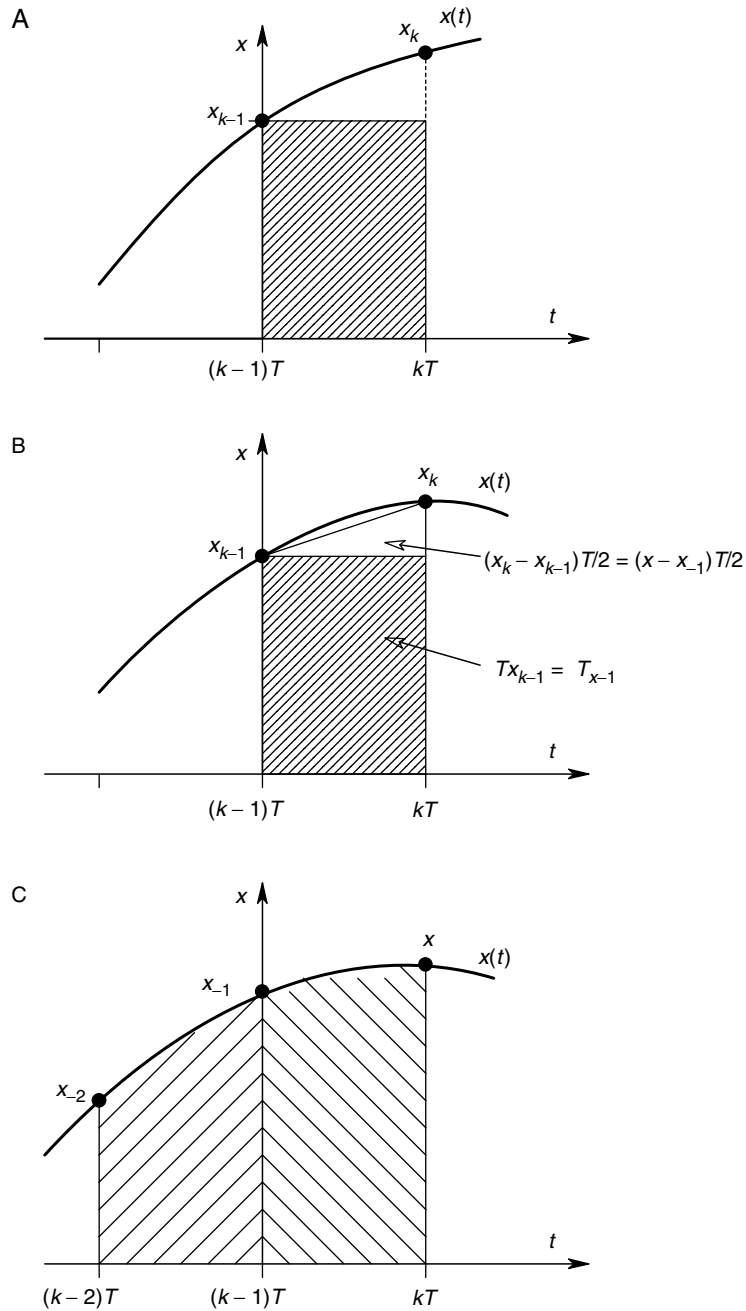 A
x
x_k
x(t)
x_{k–1}
t
(k – 1)T
kT
B
x
x_k
x(t)
x_{k–1}
(x_k – x_{k–1})T/2 = (x – x_{–1})T/2
Tx_{k–1} = T_{x–1}
t
(k – 1)T
kT
C
x
x
x(t)
x_{–1}
x_{–2}
t
(k – 2)T
(k – 1)T
kT